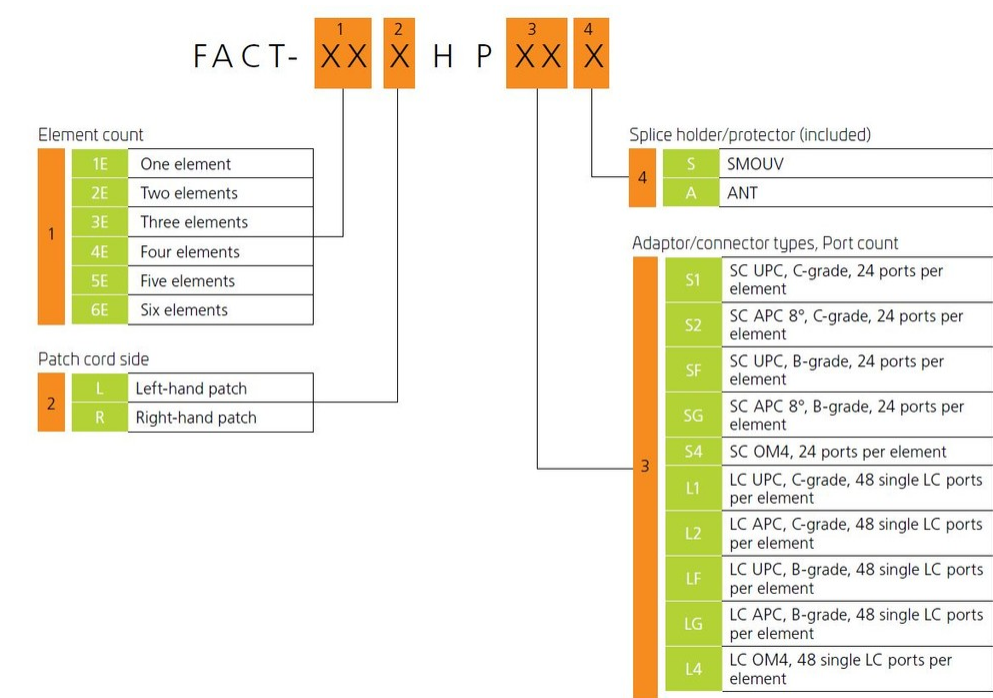 1 2 3 4
FACT- XX X H P XX X
Element count
1
1E One element
2E Two elements
3E Three elements
4E Four elements
5E Five elements
6E Six elements
Patch cord side
2
L Left-hand patch
R Right-hand patch
Splice holder/protector (included)
4
S SMOUV
A ANT
Adaptor/connector types, Port count
3
S1 SC UPC, C-grade, 24 ports per
element
S2 SC APC 8°, C-grade, 24 ports per
element
SF SC UPC, B-grade, 24 ports per
element
SG SC APC 8°, B-grade, 24 ports per
element
S4 SC OM4, 24 ports per element
L1 LC UPC, C-grade, 48 single LC ports
per element
L2 LC APC, C-grade, 48 single LC ports
per element
LF LC UPC, B-grade, 48 single LC ports
per element
LG LC APC, B-grade, 48 single LC ports
per element
L4 LC OM4, 48 single LC ports per
element